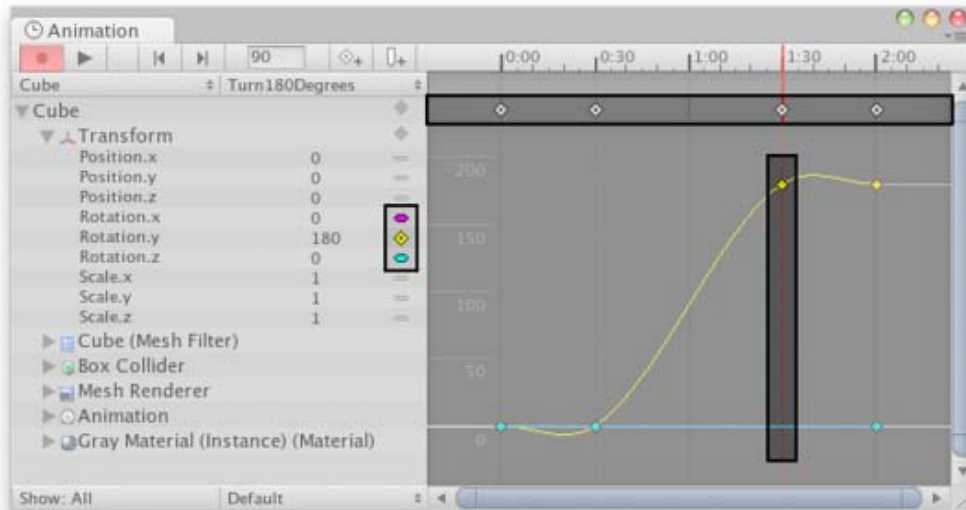 Animation
90 0:00 0:30 1:00 1:30 2:00
Cube Turn180Degrees
Cube
Transform
Position.x 0
Position.y 0
Position.z 0
Rotation.x 0
Rotation.y 180
Rotation.z 0
Scale.x 1
Scale.y 1
Scale.z 1
Cube (Mesh Filter)
Box Collider
Mesh Renderer
Animation
Gray Material (Instance) (Material)
200
150
100
50
0
Show: All Default